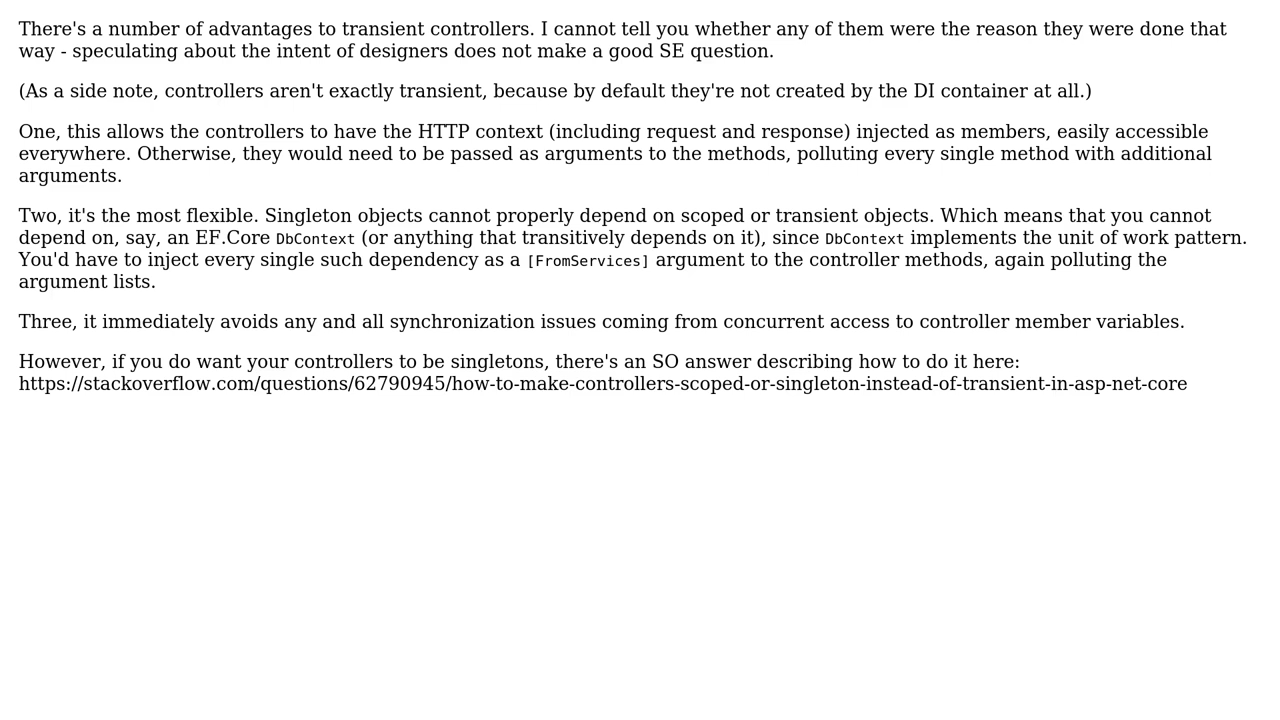 There's a number of advantages to transient controllers. I cannot tell you whether any of them were the reason they were done that
way - speculating about the intent of designers does not make a good SE question.
(As a side note, controllers aren't exactly transient, because by default they're not created by the DI container at all.)
One, this allows the controllers to have the HTTP context (including request and response) injected as members, easily accessible
everywhere. Otherwise, they would need to be passed as arguments to the methods, polluting every single method with additional
arguments.
Two, it's the most flexible. Singleton objects cannot properly depend on scoped or transient objects. Which means that you cannot
depend on, say, an EF.Core DbContext (or anything that transitively depends on it), since DbContext implements the unit of work pattern.
You'd have to inject every single such dependency as a [FromServices] argument to the controller methods, again polluting the
argument lists.
Three, it immediately avoids any and all synchronization issues coming from concurrent access to controller member variables.
However, if you do want your controllers to be singletons, there's an SO answer describing how to do it here:
https://stackoverflow.com/questions/62790945/how-to-make-controllers-scoped-or-singleton-instead-of-transient-in-asp-net-core